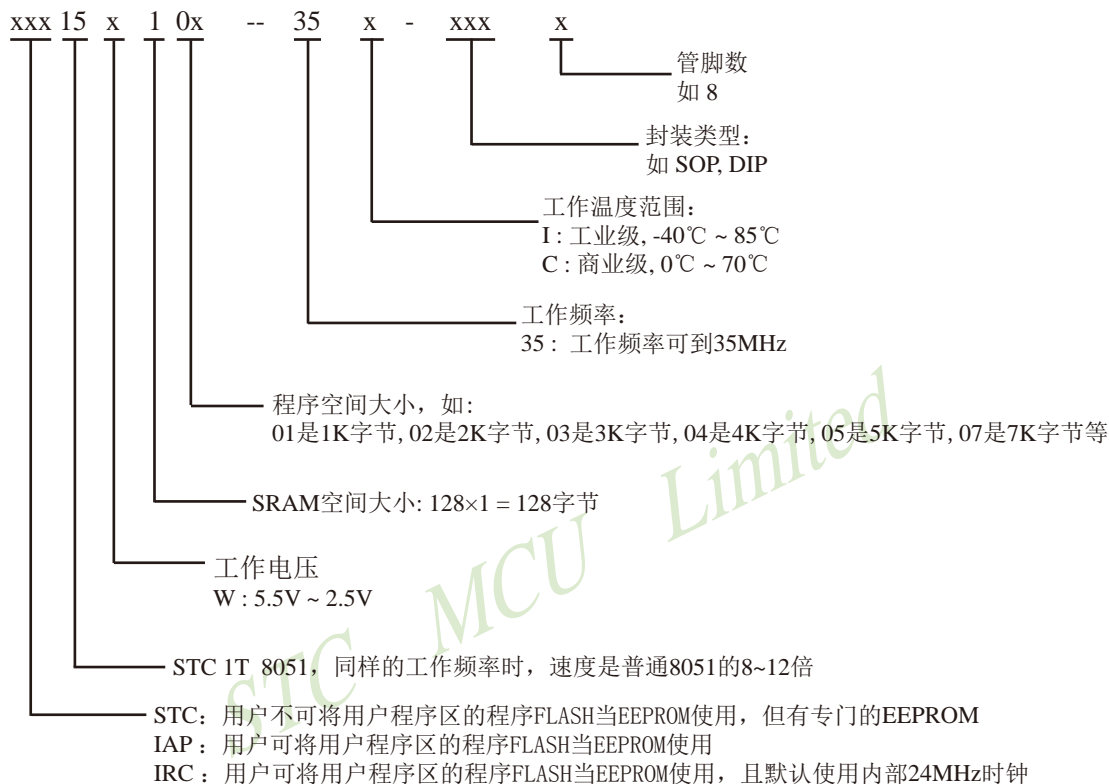 xxx 15 x 1 0x -- 35 x - xxx x
管脚数
如 8
封装类型：
如 SOP, DIP
工作温度范围：
I : 工业级, -40℃ ~ 85℃
C : 商业级, 0℃ ~ 70℃
工作频率：
35 : 工作频率可到35MHz
程序空间大小，如:
01是1K字节, 02是2K字节, 03是3K字节, 04是4K字节, 05是5K字节, 07是7K字节等
SRAM空间大小: 128×1 = 128字节
工作电压
W : 5.5V ~ 2.5V
STC 1T 8051，同样的工作频率时，速度是普通8051的8~12倍
STC：用户不可将用户程序区的程序FLASH当EEPROM使用，但有专门的EEPROM
IAP：用户可将用户程序区的程序FLASH当EEPROM使用
IRC：用户可将用户程序区的程序FLASH当EEPROM使用，且默认使用内部24MHz时钟
STC MCU Limited